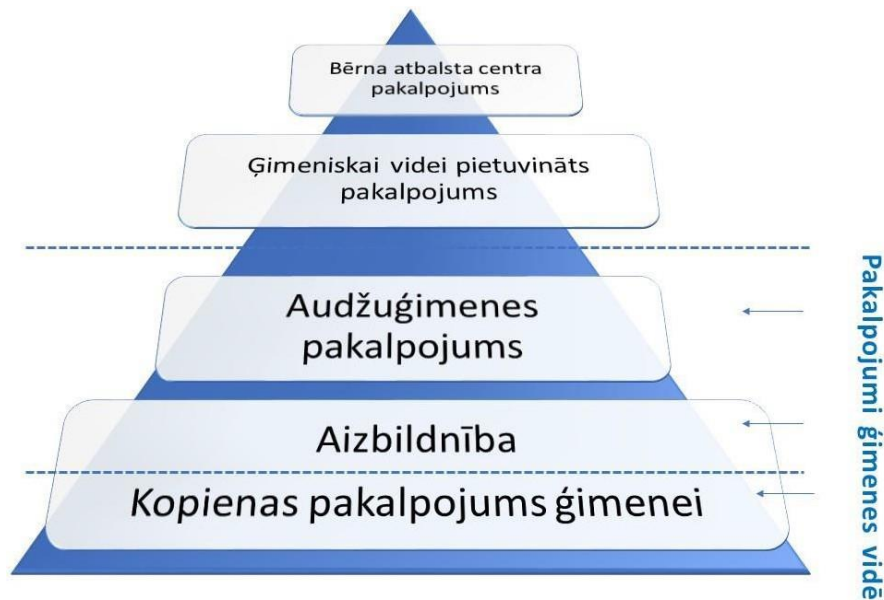 Bērna atbalsta centra
pakalpojums
Ģimeniskai videi pietuvināts
pakalpojums
Audžuģimenes
pakalpojums
Aizbildnība
Kopienas pakalpojums ģimenei
Pakalpojumi ģimenes vidē